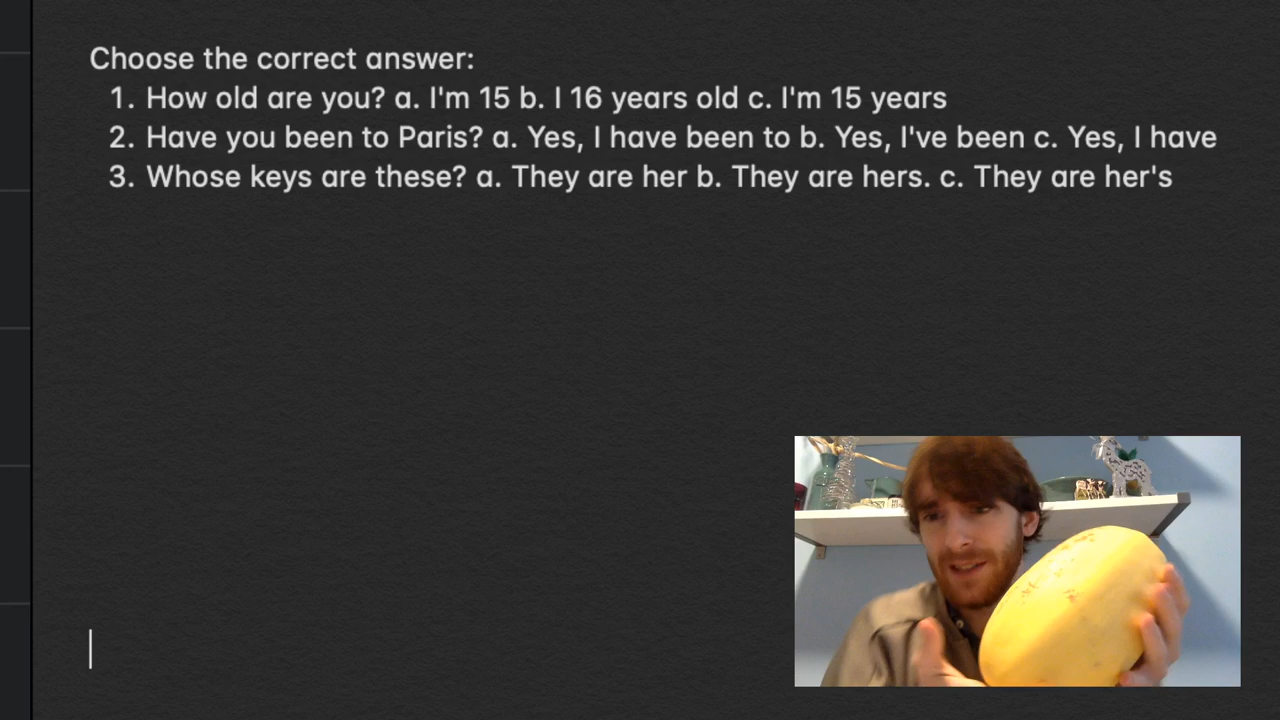 Choose the correct answer:
1. How old are you? a. I'm 15 b. I 16 years old c. I'm 15 years
2. Have you been to Paris? a. Yes, I have been to b. Yes, I've been c. Yes, I have
3. Whose keys are these? a. They are her b. They are hers. c. They are her's